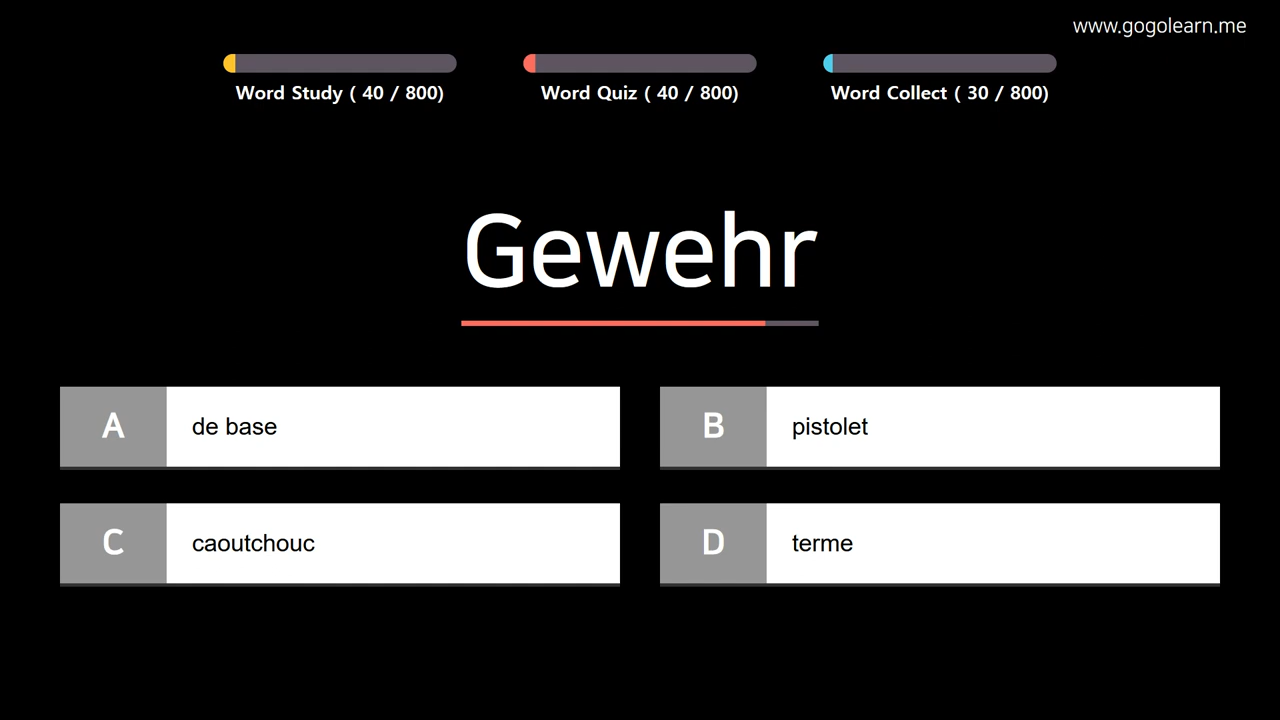 www.gogolearn.me
Word Study ( 40 / 800)
Word Quiz ( 40 / 800)
Word Collect ( 30 / 800)
Gewehr
A de base
B pistolet
C caoutchouc
D terme